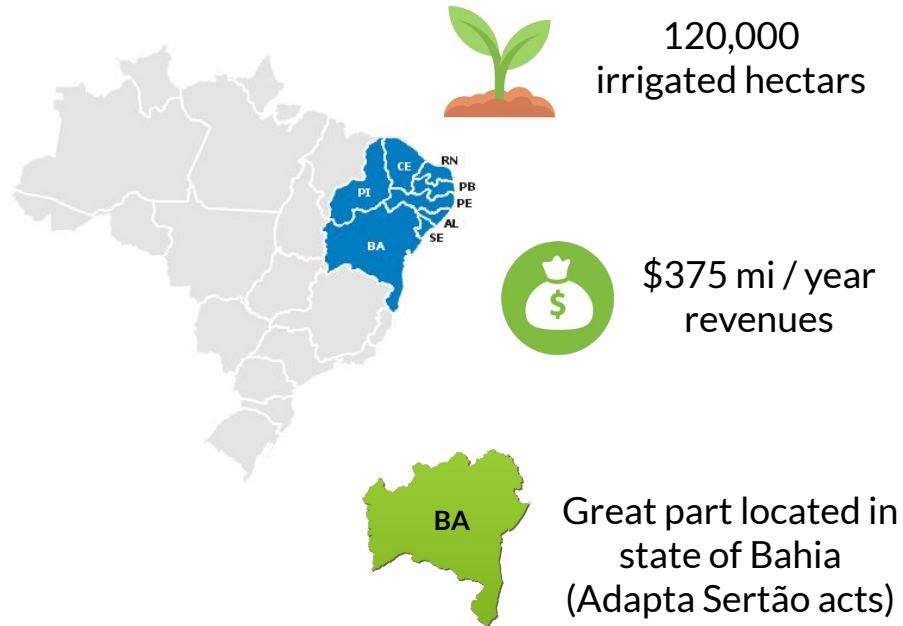 120,000
irrigated hectars
CE
RN
PI
PB
PE
AL
SE
BA
$
$375 mi / year
revenues
BA
Great part located in
state of Bahia
(Adapta Sertão acts)